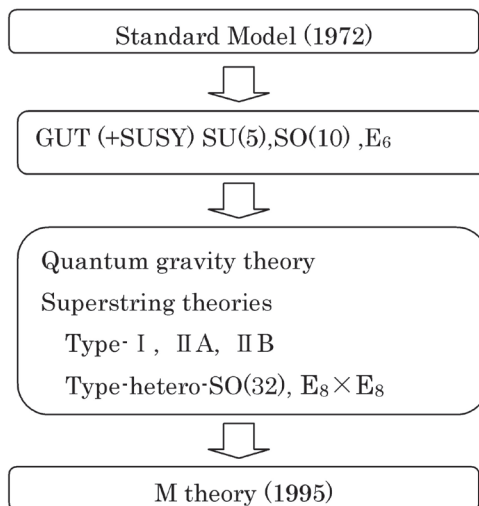 Standard Model (1972)
GUT (+SUSY) SU(5),SO(10) ,E₆
Quantum gravity theory
Superstring theories
Type-Ⅰ, ⅡA, ⅡB
Type-hetero-SO(32), E₈×E₈
M theory (1995)